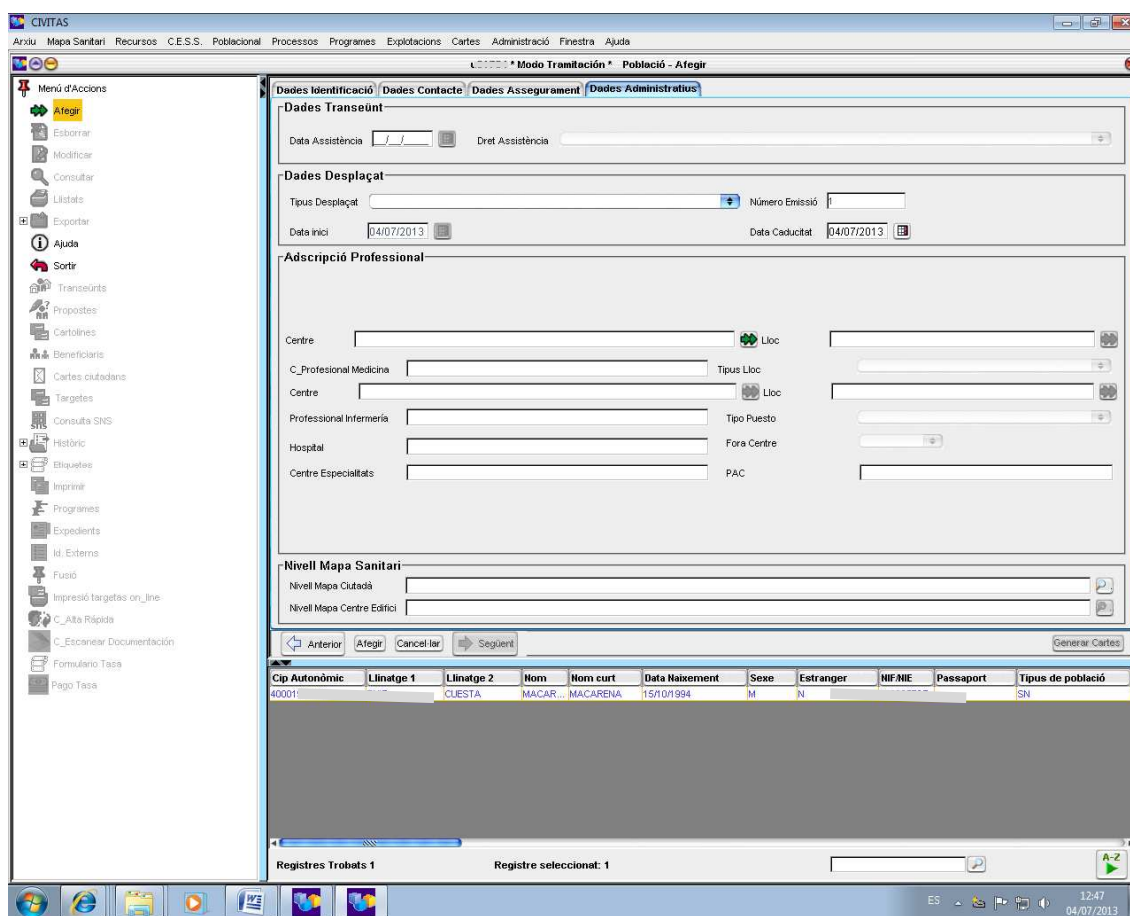 CIVITAS
Arxiu Mapa Sanitari Recursos C.E.S.S. Poblacional Processos Programes Explotacions Cartes Administració Finestra Ajuda
* Modo Tramitación * Població - Afegir
Menú d'Accions
Afegir
Esborrar
Modificar
Consultar
Llistats
Exportar
Ajuda
Sortir
Transeünts
Propostes
Cartolines
Beneficiaris
Cartes ciutadans
Targetes
Consulta SNS
Històric
Etiquetes
Imprimir
Programes
Expedients
Id. Externs
Fusió
Impresió targetas on_line
C_Alta Rápida
C_Escanear Documentación
Formulario Tasa
Pago Tasa
Dades Identificació Dades Contacte Dades Assegurament Dades Administratius
Dades Transeünt
Data Assistència __/__/____ Dret Assistència
Dades Desplaçat
Tipus Desplaçat Número Emissió 1
Data inici 04/07/2013 Data Caducitat 04/07/2013
Adscripció Professional
Centre Lloc
C_Profesional Medicina Tipus Lloc
Centre Lloc
Professional Infermería Tipo Puesto
Hospital Fora Centre
Centre Especialitats PAC
Nivell Mapa Sanitari
Nivell Mapa Ciutadà
Nivell Mapa Centre Edifici
Anterior Afegir Cancel·lar Següent Generar Cartes
Cip Autonòmic Llinatge 1 Llinatge 2 Nom Nom curt Data Naixement Sexe Estranger NIF/NIE Passaport Tipus de població
CUESTA MACAR... MACARENA 15/10/1994 M N SN
Registres Trobats 1 Registre seleccionat: 1
A-Z
ES 12:47
04/07/2013